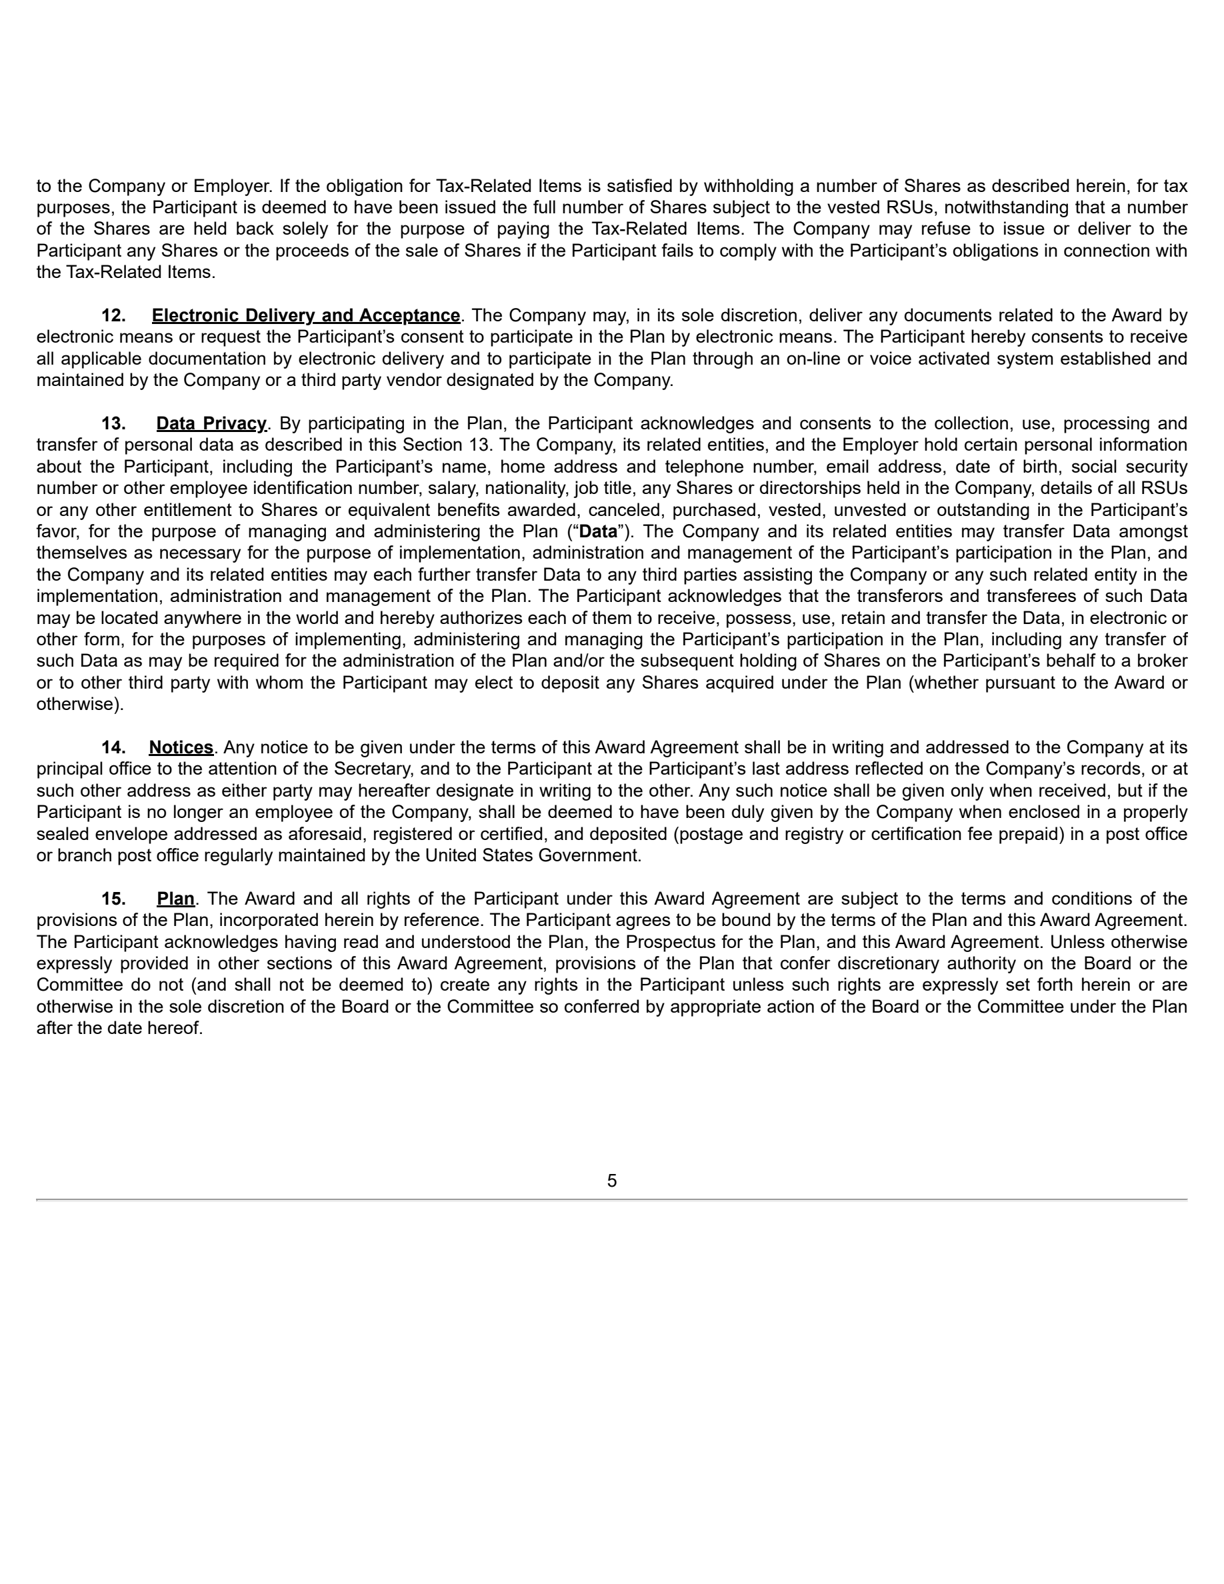 to the Company or Employer. If the obligation for Tax-Related Items is satisfied by withholding a number of Shares as described herein, for tax
purposes, the Participant is deemed to have been issued the full number of Shares subject to the vested RSUs, notwithstanding that a number
of the Shares are held back solely for the purpose of paying the Tax-Related Items. The Company may refuse to issue or deliver to the
Participant any Shares or the proceeds of the sale of Shares if the Participant fails to comply with the Participant’s obligations in connection with
the Tax-Related Items.
12. Electronic Delivery and Acceptance. The Company may, in its sole discretion, deliver any documents related to the Award by
electronic means or request the Participant’s consent to participate in the Plan by electronic means. The Participant hereby consents to receive
all applicable documentation by electronic delivery and to participate in the Plan through an on-line or voice activated system established and
maintained by the Company or a third party vendor designated by the Company.
13. Data Privacy. By participating in the Plan, the Participant acknowledges and consents to the collection, use, processing and
transfer of personal data as described in this Section 13. The Company, its related entities, and the Employer hold certain personal information
about the Participant, including the Participant’s name, home address and telephone number, email address, date of birth, social security
number or other employee identification number, salary, nationality, job title, any Shares or directorships held in the Company, details of all RSUs
or any other entitlement to Shares or equivalent benefits awarded, canceled, purchased, vested, unvested or outstanding in the Participant’s
favor, for the purpose of managing and administering the Plan (“Data”). The Company and its related entities may transfer Data amongst
themselves as necessary for the purpose of implementation, administration and management of the Participant’s participation in the Plan, and
the Company and its related entities may each further transfer Data to any third parties assisting the Company or any such related entity in the
implementation, administration and management of the Plan. The Participant acknowledges that the transferors and transferees of such Data
may be located anywhere in the world and hereby authorizes each of them to receive, possess, use, retain and transfer the Data, in electronic or
other form, for the purposes of implementing, administering and managing the Participant’s participation in the Plan, including any transfer of
such Data as may be required for the administration of the Plan and/or the subsequent holding of Shares on the Participant’s behalf to a broker
or to other third party with whom the Participant may elect to deposit any Shares acquired under the Plan (whether pursuant to the Award or
otherwise).
14. Notices. Any notice to be given under the terms of this Award Agreement shall be in writing and addressed to the Company at its
principal office to the attention of the Secretary, and to the Participant at the Participant’s last address reflected on the Company’s records, or at
such other address as either party may hereafter designate in writing to the other. Any such notice shall be given only when received, but if the
Participant is no longer an employee of the Company, shall be deemed to have been duly given by the Company when enclosed in a properly
sealed envelope addressed as aforesaid, registered or certified, and deposited (postage and registry or certification fee prepaid) in a post office
or branch post office regularly maintained by the United States Government.
15. Plan. The Award and all rights of the Participant under this Award Agreement are subject to the terms and conditions of the
provisions of the Plan, incorporated herein by reference. The Participant agrees to be bound by the terms of the Plan and this Award Agreement.
The Participant acknowledges having read and understood the Plan, the Prospectus for the Plan, and this Award Agreement. Unless otherwise
expressly provided in other sections of this Award Agreement, provisions of the Plan that confer discretionary authority on the Board or the
Committee do not (and shall not be deemed to) create any rights in the Participant unless such rights are expressly set forth herein or are
otherwise in the sole discretion of the Board or the Committee so conferred by appropriate action of the Board or the Committee under the Plan
after the date hereof.
5